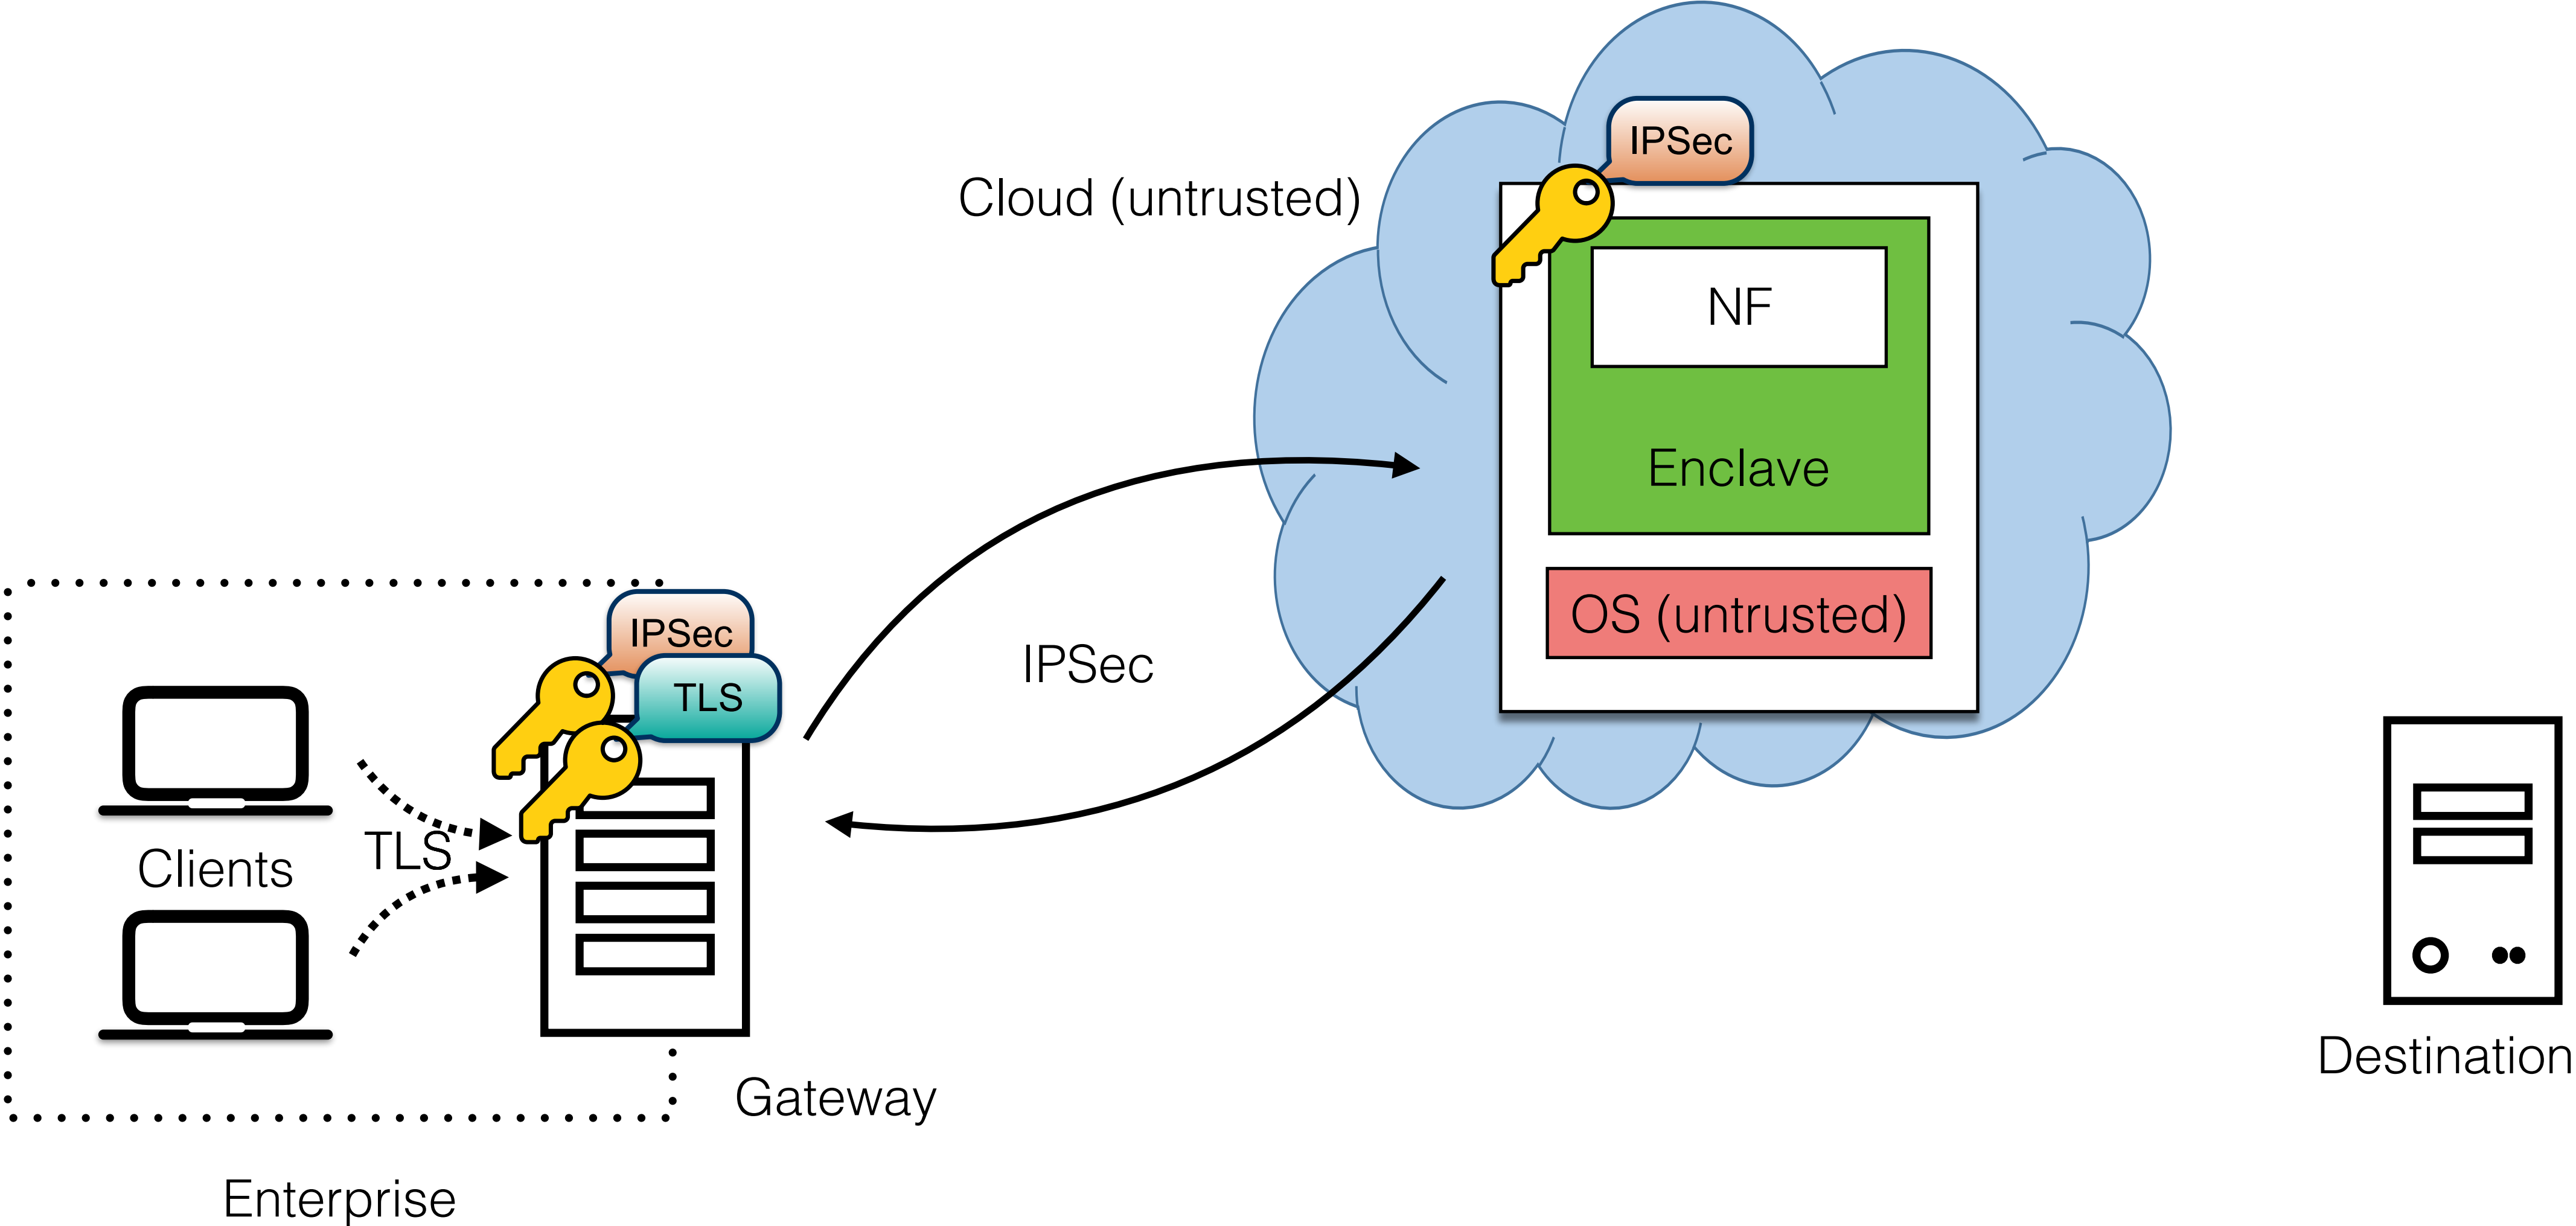 IPSec
Cloud (untrusted)
NF
Enclave
OS (untrusted)
IPSec
TLS
IPSec
TLS
Clients
Gateway
Destination
Enterprise